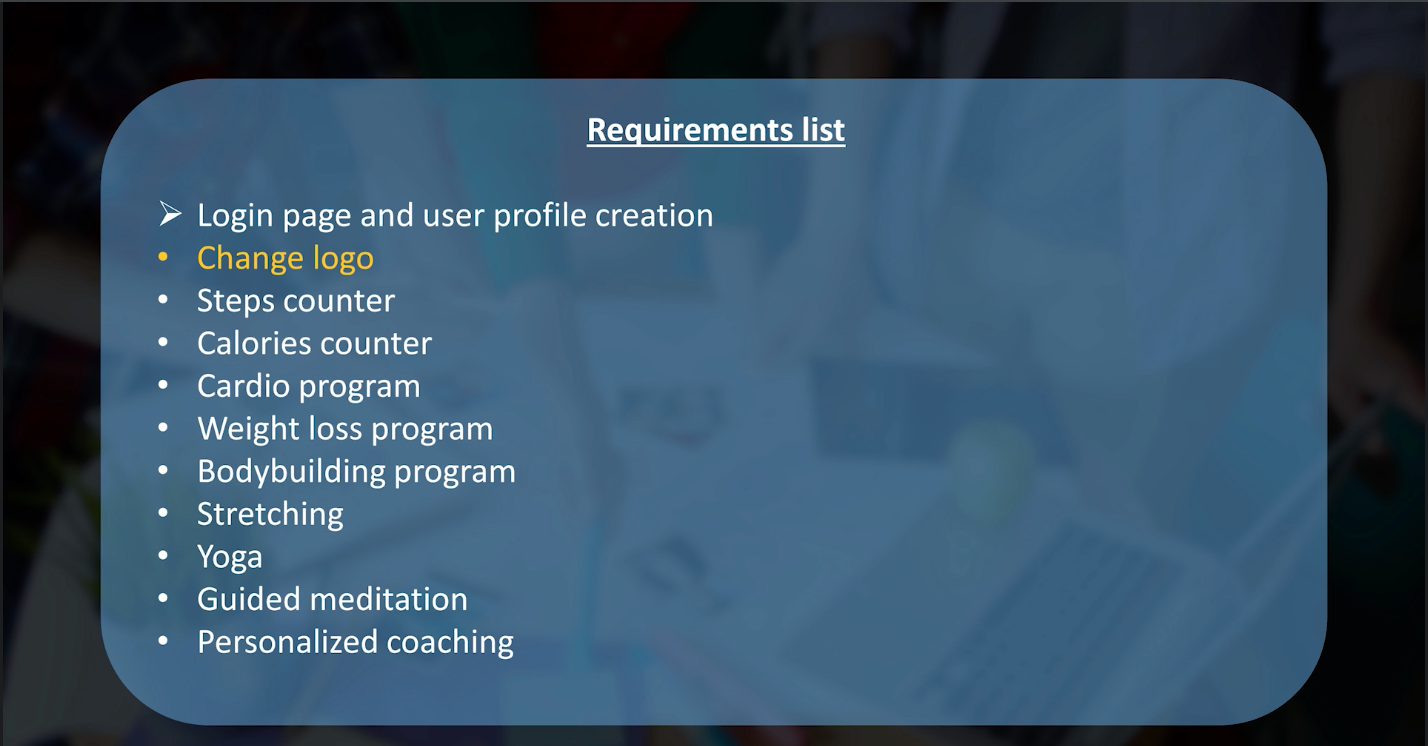 Requirements list
➢ Login page and user profile creation
• Change logo
• Steps counter
• Calories counter
• Cardio program
• Weight loss program
• Bodybuilding program
• Stretching
• Yoga
• Guided meditation
• Personalized coaching